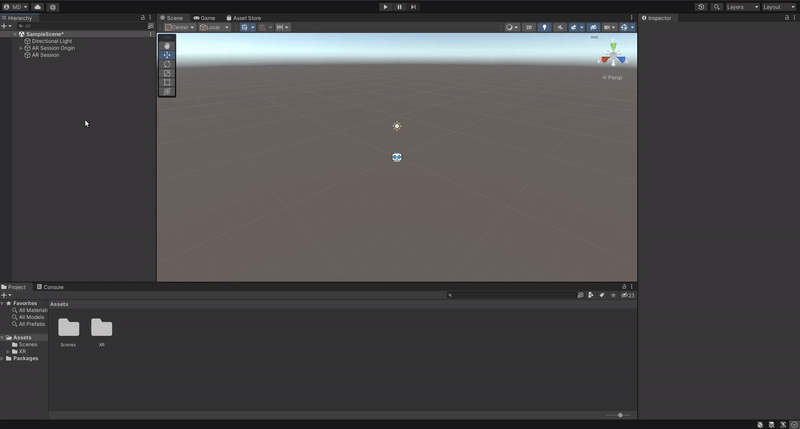 MD
Layers
Layout
Hierarchy
Scene
Game
Asset Store
Inspector
All
Center
Local
2D
SampleScene*
Directional Light
AR Session Origin
AR Session
Persp
Project
Console
23
Favorites
All Material
All Models
All Prefabs
Assets
Scenes
XR
Packages
Assets
Scenes
XR